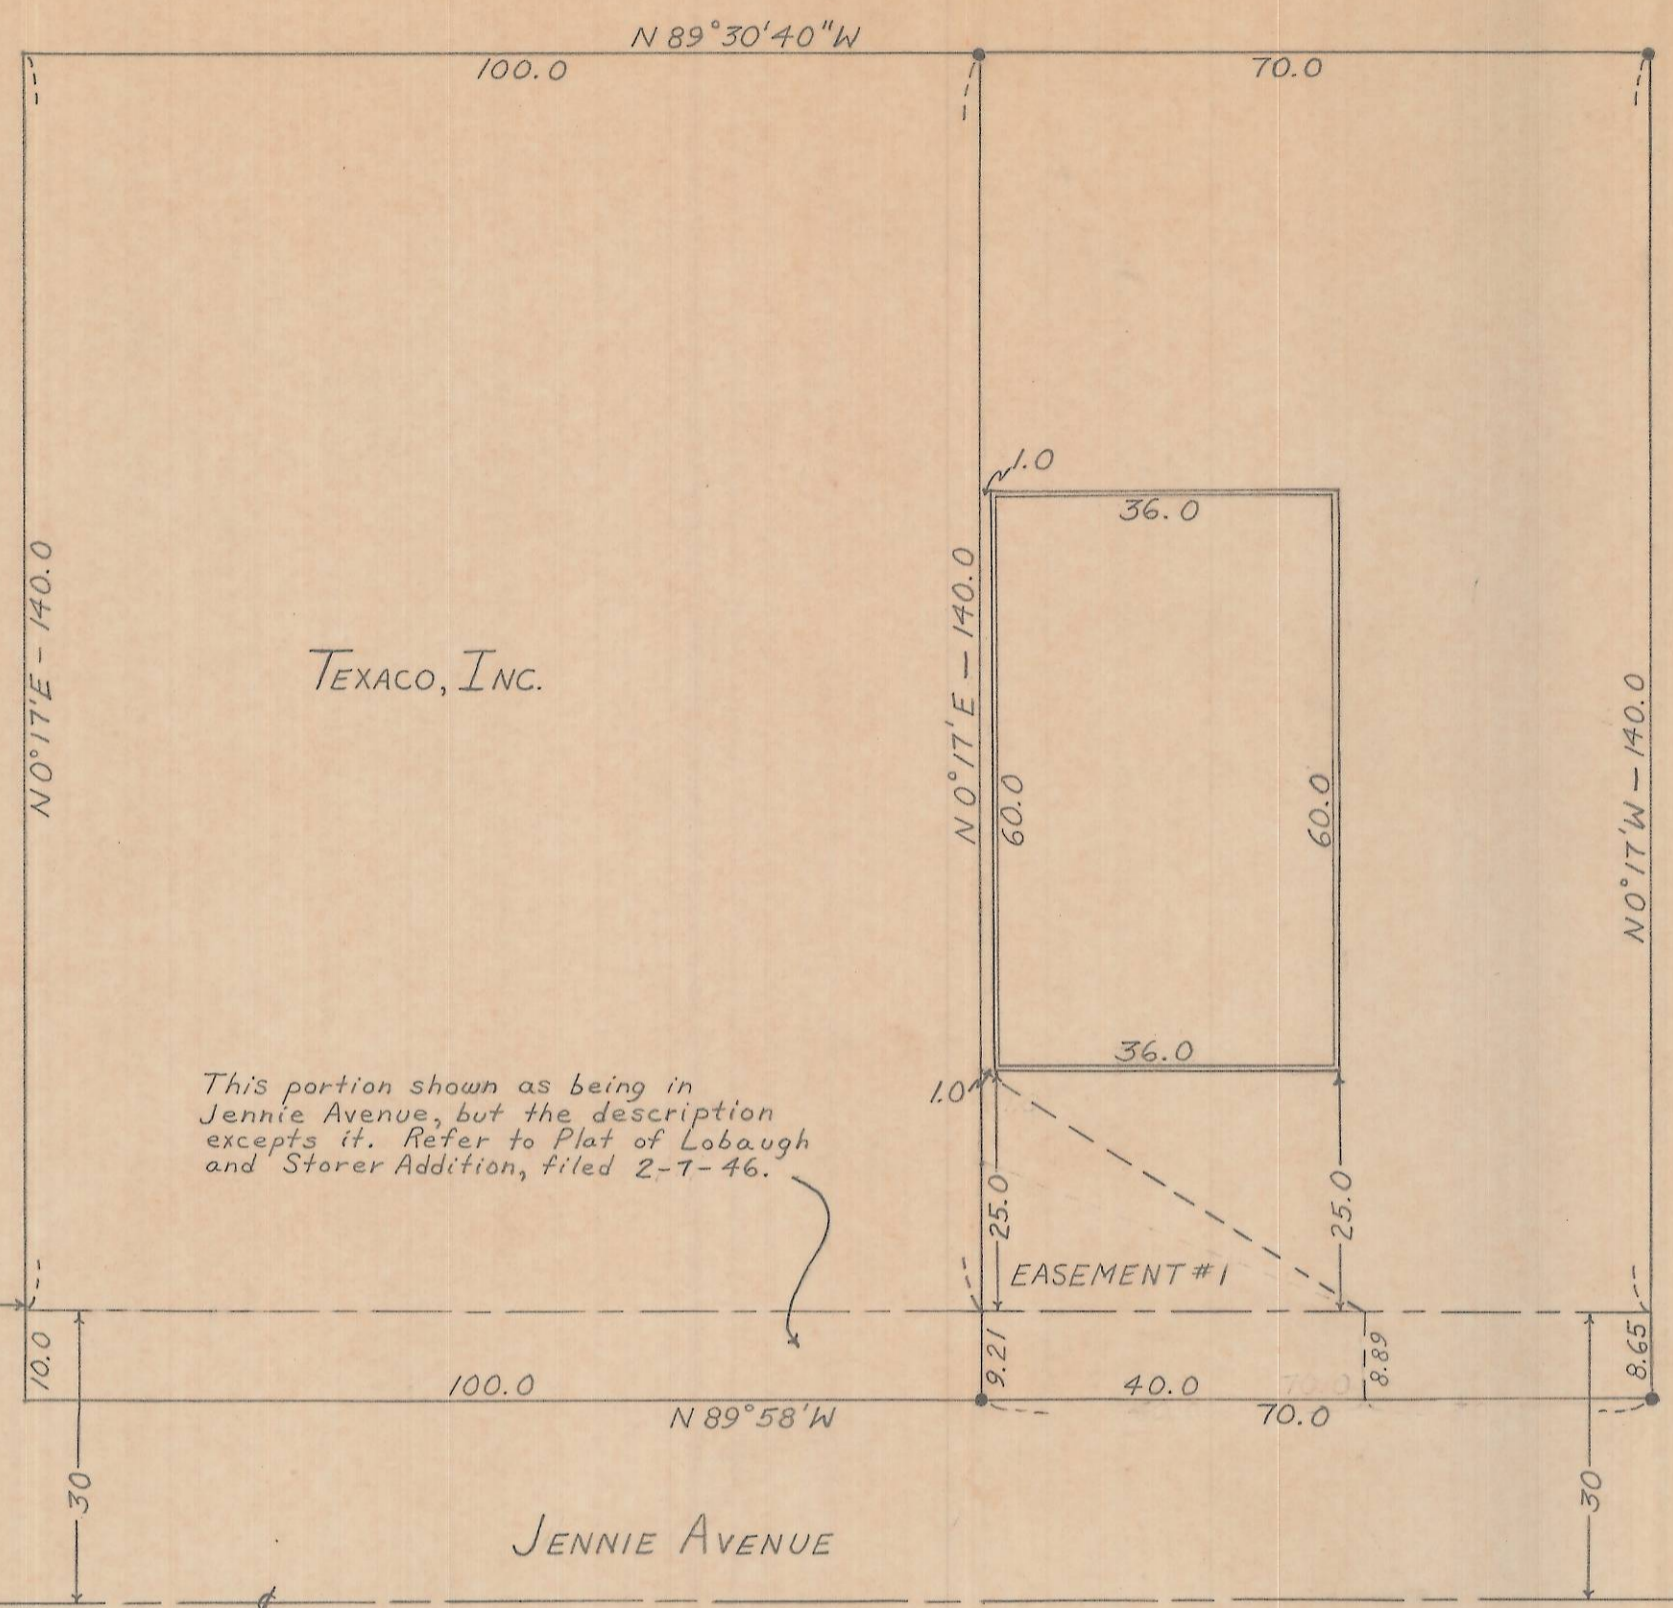 N 89°30'40"W
100.0
70.0
1.0
36.0
N 0°17'E - 140.0
N 0°17'E - 140.0
N 0°17'W - 140.0
TEXACO, INC.
60.0
60.0
36.0
1.0
This portion shown as being in
Jennie Avenue, but the description
excepts it. Refer to Plat of Lobaugh
and Storer Addition, filed 2-7-46.
25.0
25.0
EASEMENT #1
10.0
9.21
8.89
8.65
100.0
40.0
70.0
N 89°58'W
70.0
30
30
JENNIE AVENUE